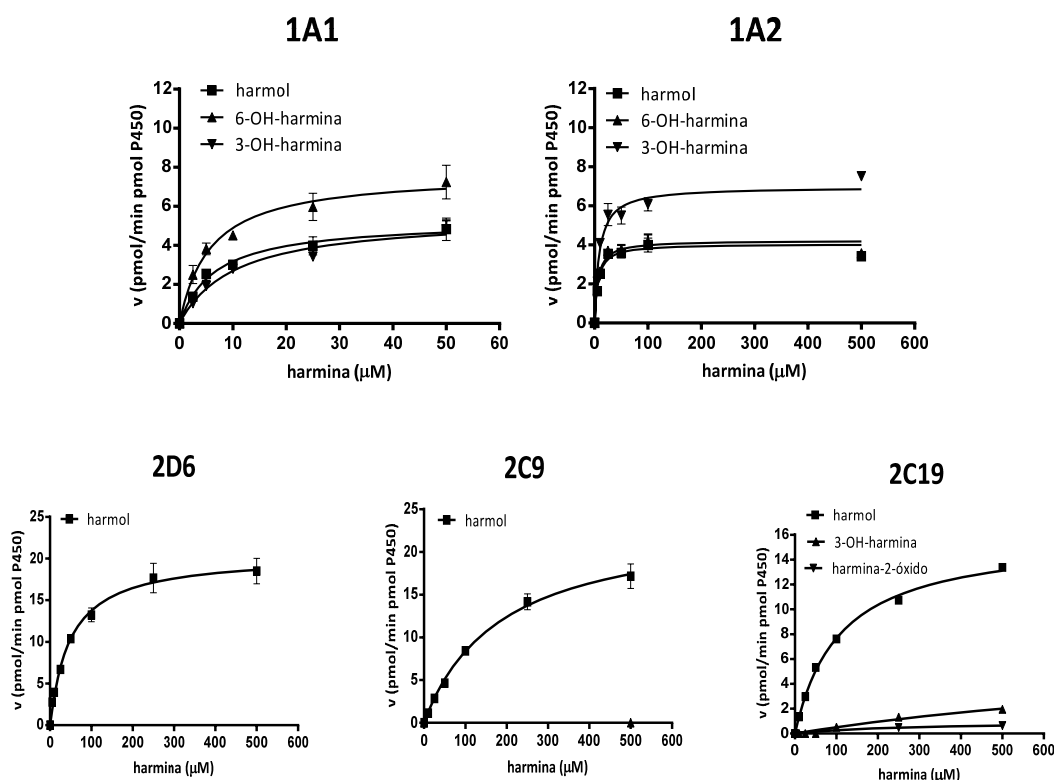 1A1
harmol
6-OH-harmina
3-OH-harmina
v (pmol/min pmol P450)
12
10
8
6
4
2
0
0 10 20 30 40 50 60
harmina (μM)
1A2
harmol
6-OH-harmina
3-OH-harmina
v (pmol/min pmol P450)
12
10
8
6
4
2
0
0 100 200 300 400 500 600
harmina (μM)
2D6
harmol
v (pmol/min pmol P450)
25
20
15
10
5
0
0 100 200 300 400 500 600
harmina (μM)
2C9
harmol
v (pmol/min pmol P450)
25
20
15
10
5
0
0 100 200 300 400 500 600
harmina (μM)
2C19
harmol
3-OH-harmina
harmina-2-óxido
v (pmol/min pmol P450)
16
14
12
10
8
6
4
2
0
0 100 200 300 400 500 600
harmina (μM)